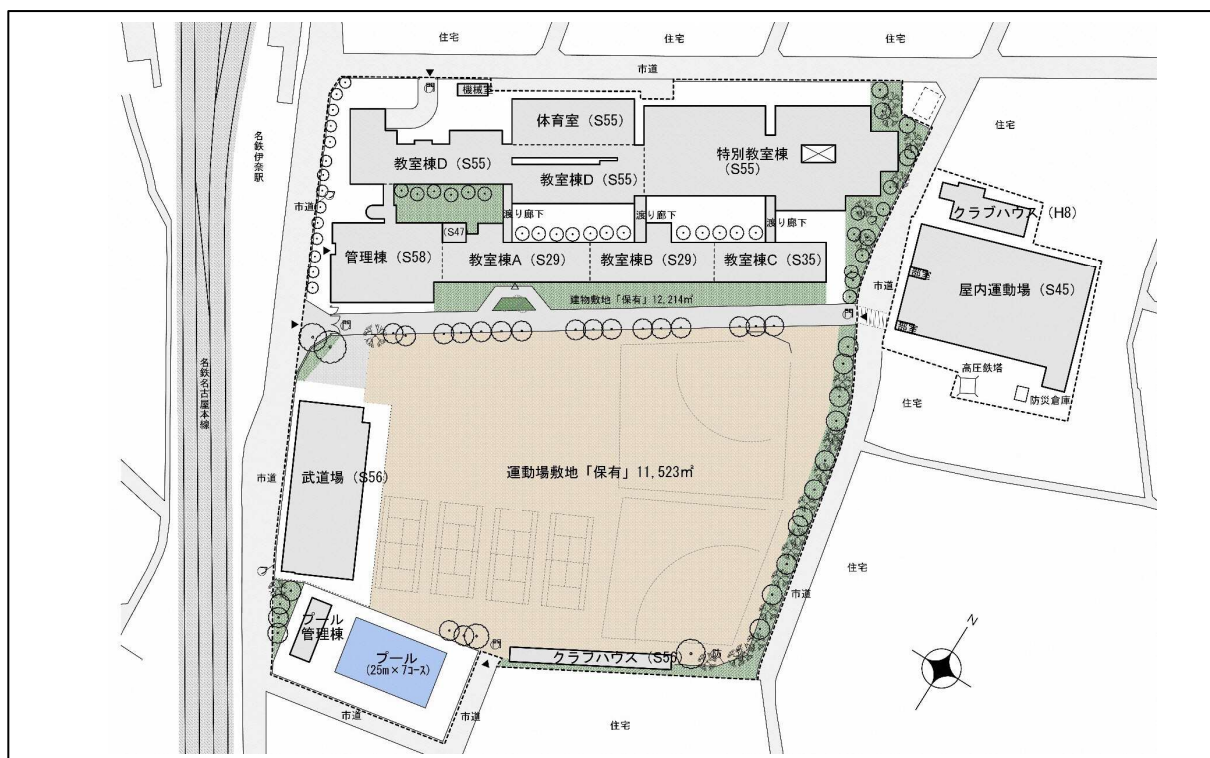 住宅
住宅
住宅
市道
機械室
体育室（S55）
住宅
名鉄伊奈駅
教室棟D（S55）
特別教室棟
（S55）
教室棟D（S55）
市道
渡り廊下
渡り廊下
渡り廊下
クラブハウス（H8）
（S47
管理棟（S58）
教室棟A（S29）
教室棟B（S29）
教室棟C（S35）
市道
器室
屋内運動場（S45）
建物敷地「保有」12,214㎡
器室
名鉄名古屋本線
高圧鉄塔
防災倉庫
住宅
市道
武道場（S56）
運動場敷地「保有」11,523㎡
住宅
市道
プール
管理棟
プール
（25m×7コース）
クラブハウス（S56）
市道
市道
住宅
N